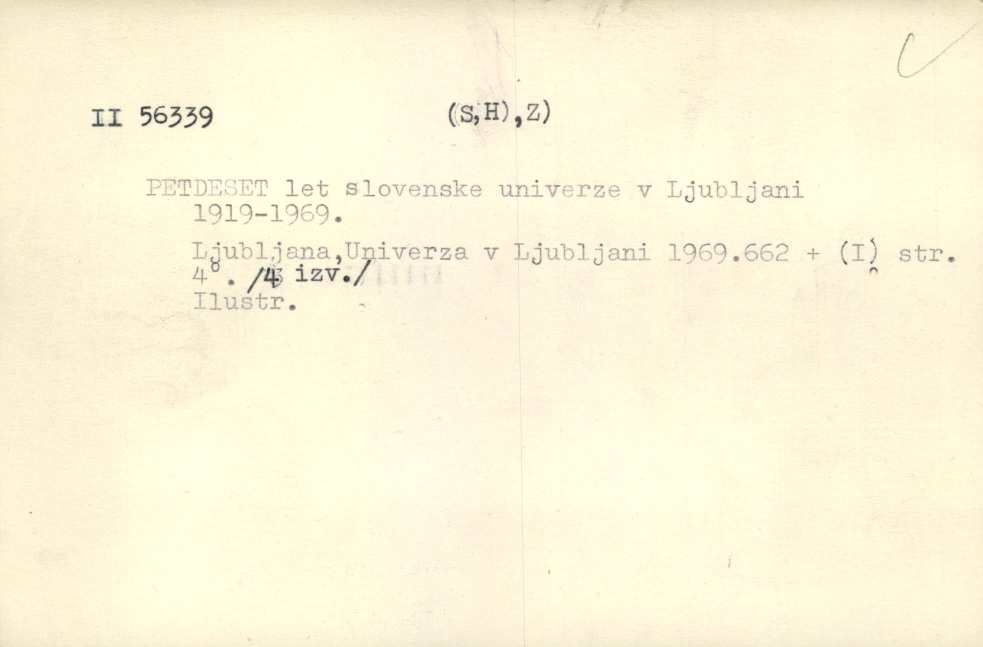 II 56339 (S,H),Z)
PETDESET let slovenske univerze v Ljubljani
1919-1969.
Ljubljana,Univerza v Ljubljani 1969.662 + (I) str.
4°. /4 izv./
Ilustr.